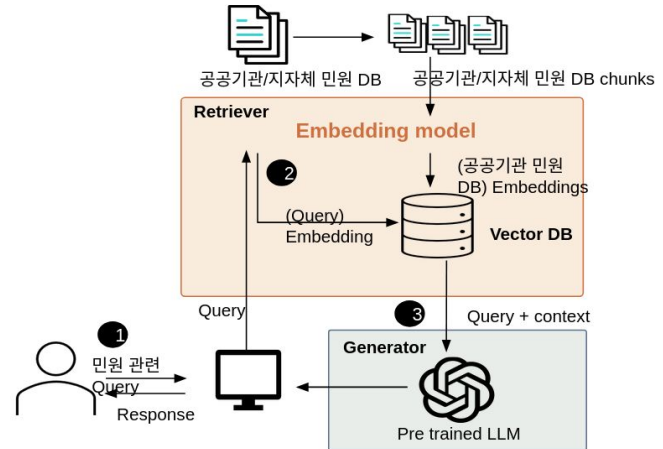 공공기관/지자체 민원 DB
공공기관/지자체 민원 DB chunks
Retriever
Embedding model
2
(공공기관 민원
DB) Embeddings
(Query)
Embedding
Vector DB
Query
3
Query + context
1
민원 관련
Query
Response
Generator
Pre trained LLM